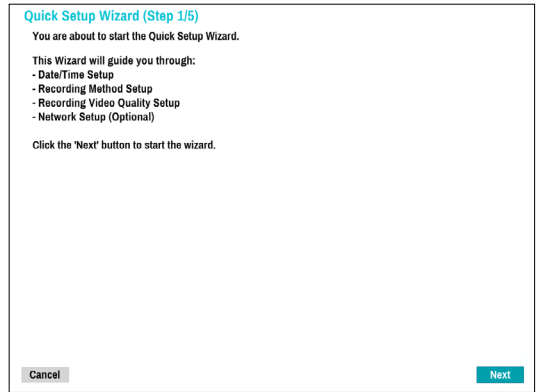 Quick Setup Wizard (Step 1/5)
You are about to start the Quick Setup Wizard.
This Wizard will guide you through:
- Date/Time Setup
- Recording Method Setup
- Recording Video Quality Setup
- Network Setup (Optional)
Click the 'Next' button to start the wizard.
Cancel
Next